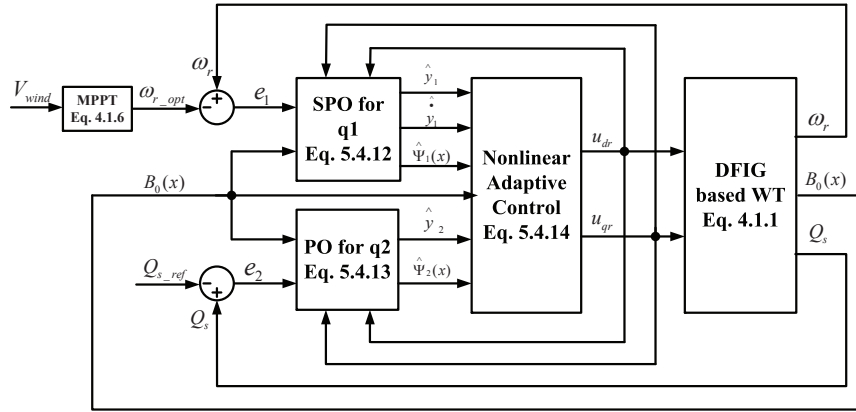 ω_r
V_wind
MPPT
Eq. 4.1.6
ω_r_opt
+
−
e_1
SPO for
q1
Eq. 5.4.12
ŷ_1
ẏ̂_1
Ψ̂_1(x)
B_0(x)
PO for q2
Eq. 5.4.13
ŷ_2
Ψ̂_2(x)
Q_s_ref
−
+
e_2
Q_s
Nonlinear
Adaptive
Control
Eq. 5.4.14
u_dr
u_qr
DFIG
based WT
Eq. 4.1.1
ω_r
B_0(x)
Q_s